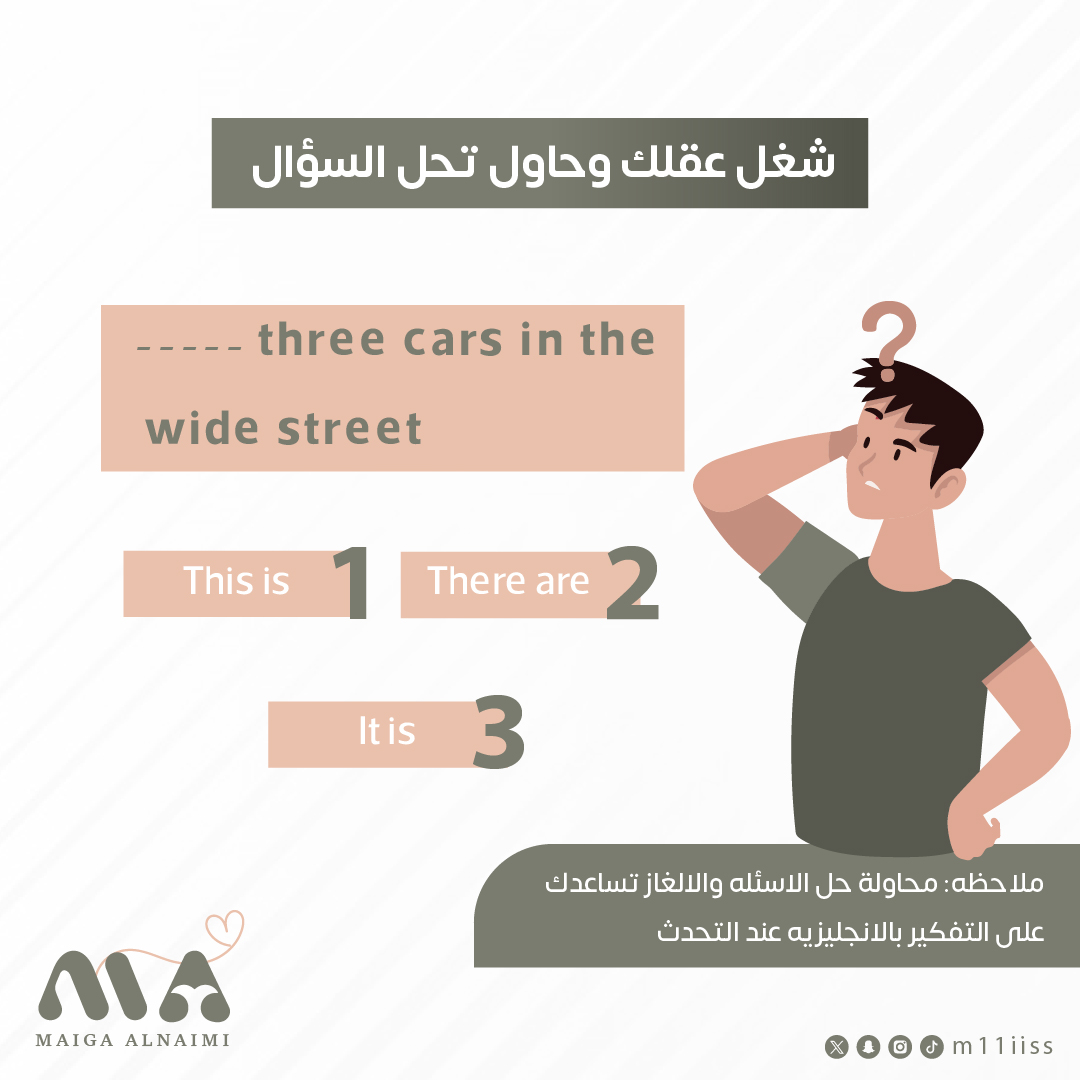 شغل عقلك وحاول تحل السؤال
----- three cars in the
wide street
This is 1
There are 2
It is 3
?
ملاحظه: محاولة حل الاسئله والالغاز تساعدك
على التفكير بالانجليزيه عند التحدث
MA
MAIGA ALNAIMI
m11iiss